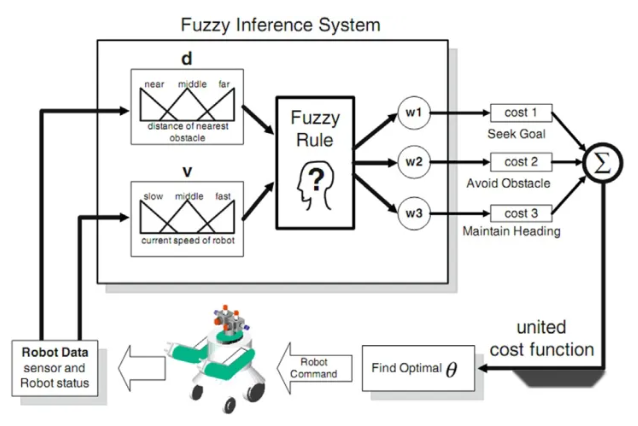 Fuzzy Inference System
d
near middle far
distance of nearest
obstacle
v
slow middle fast
current speed of robot
Fuzzy
Rule
?
w1
w2
w3
cost 1
Seek Goal
cost 2
Avoid Obstacle
cost 3
Maintain Heading
Σ
united
cost function
Find Optimal θ
Robot
Command
Robot Data
sensor and
Robot status